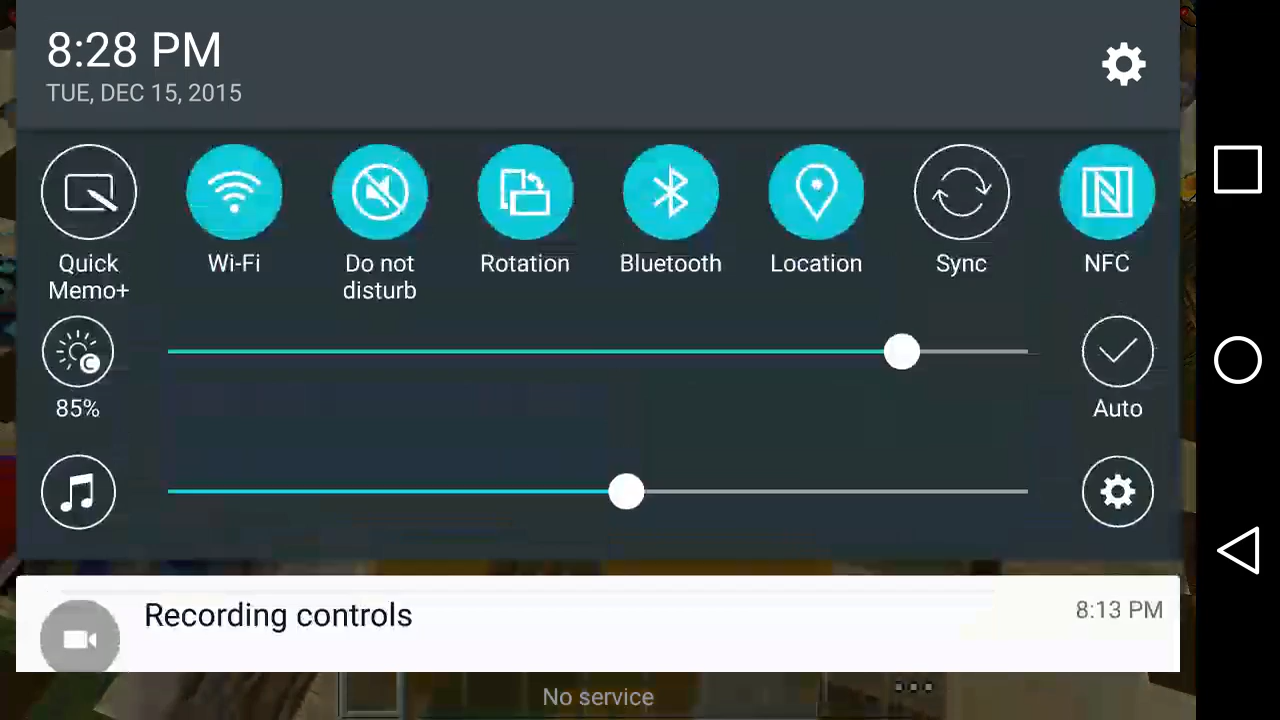 8:28 PM
TUE, DEC 15, 2015
Quick Memo+
Wi-Fi
Do not disturb
Rotation
Bluetooth
Location
Sync
NFC
85%
Auto
Recording controls
8:13 PM
No service